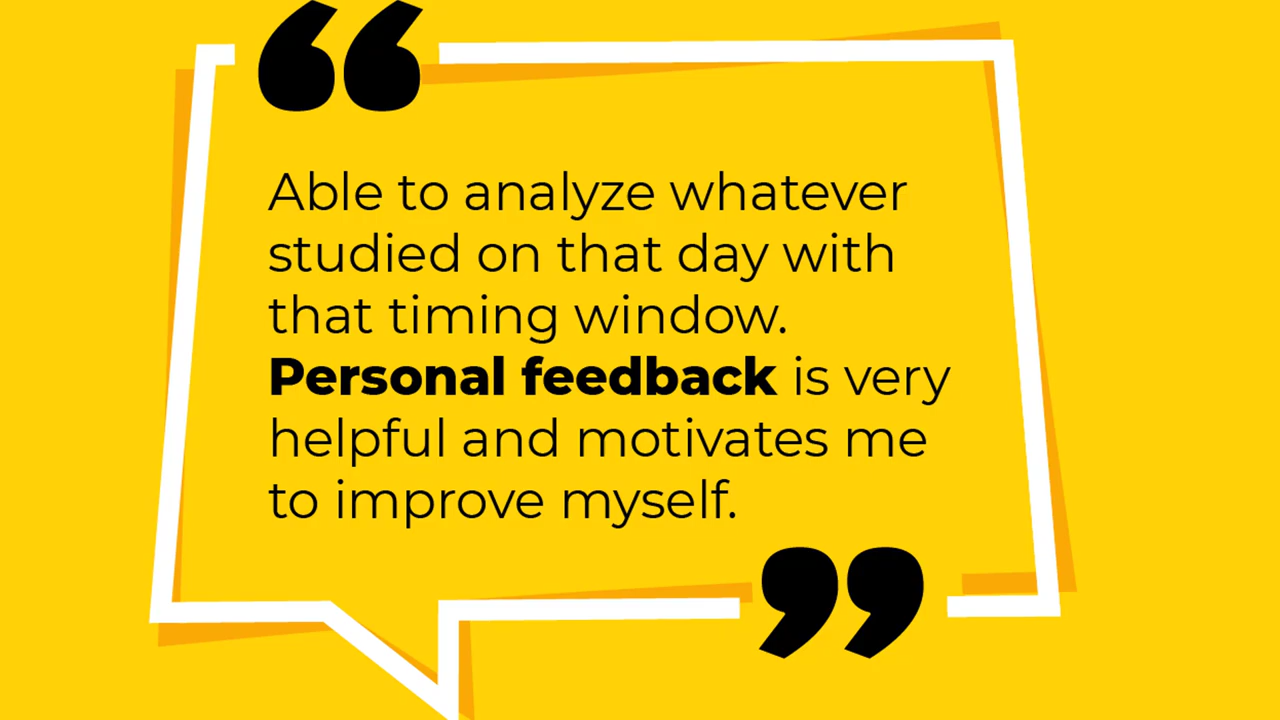 Able to analyze whatever
studied on that day with
that timing window.
Personal feedback is very
helpful and motivates me
to improve myself.